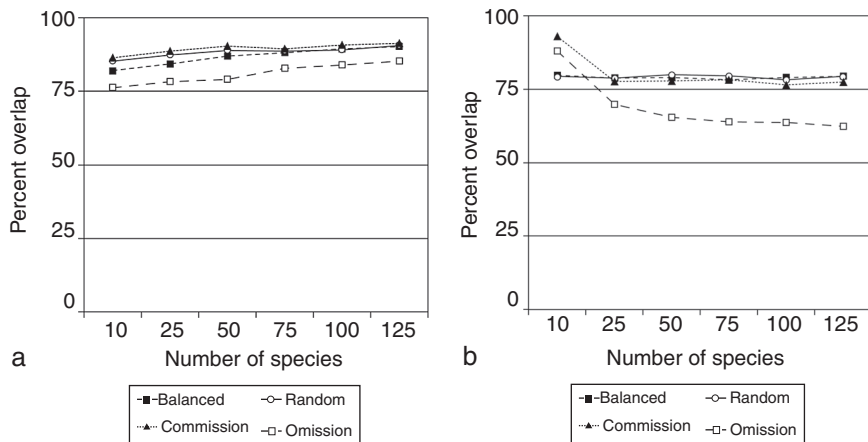 100
75
50
25
0
Percent overlap
10 25 50 75 100 125
Number of species
a
Balanced Random
Commission Omission
100
75
50
25
0
Percent overlap
10 25 50 75 100 125
Number of species
b
Balanced Random
Commission Omission